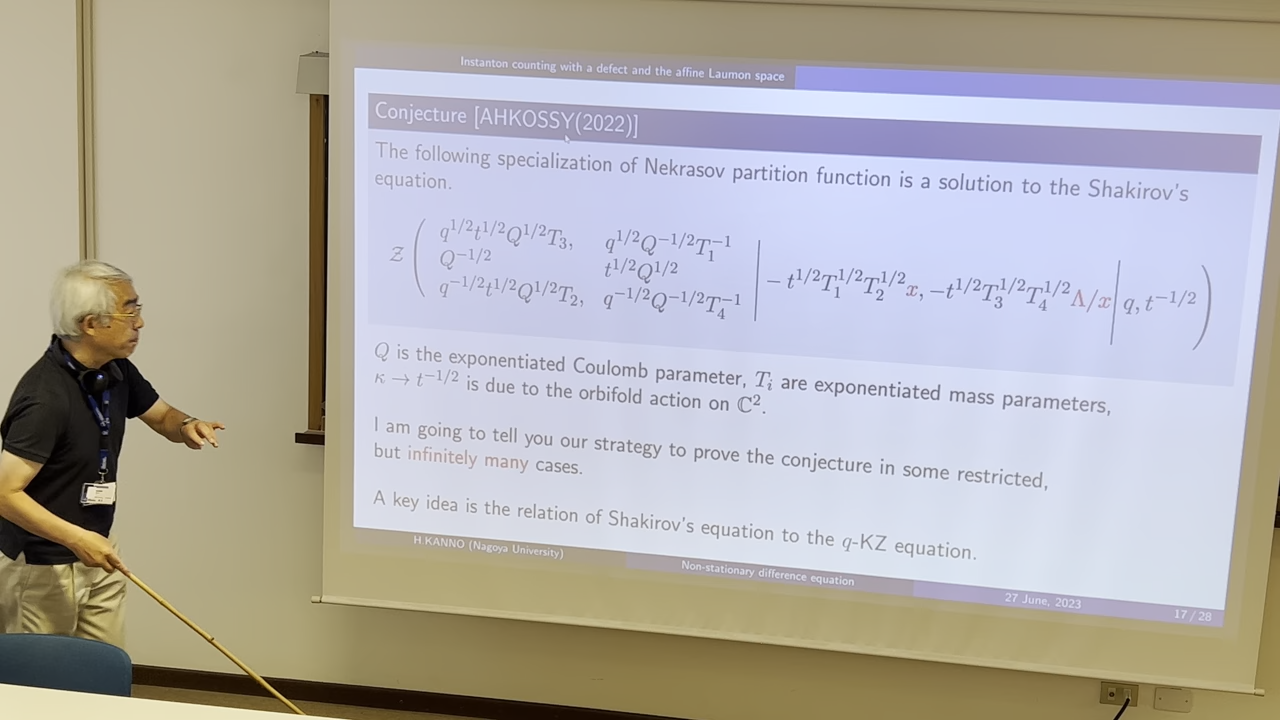 Instanton counting with a defect and the affine Laumon space
Conjecture [AHKOSSY(2022)]
The following specialization of Nekrasov partition function is a solution to the Shakirov's
equation.
q^{1/2}t^{1/2}Q^{1/2}T_3, q^{1/2}Q^{-1/2}T_1^{-1}
Z ( Q^{-1/2} t^{1/2}Q^{1/2} | − t^{1/2}T_1^{1/2}T_2^{1/2}x, −t^{1/2}T_3^{1/2}T_4^{1/2}Λ/x | q, t^{-1/2} )
q^{-1/2}t^{1/2}Q^{1/2}T_2, q^{-1/2}Q^{-1/2}T_4^{-1}
Q is the exponentiated Coulomb parameter, T_i are exponentiated mass parameters,
κ → t^{-1/2} is due to the orbifold action on ℂ^2.
I am going to tell you our strategy to prove the conjecture in some restricted,
but infinitely many cases.
A key idea is the relation of Shakirov's equation to the q-KZ equation.
H.KANNO (Nagoya University) Non-stationary difference equation 27 June, 2023 17 / 28